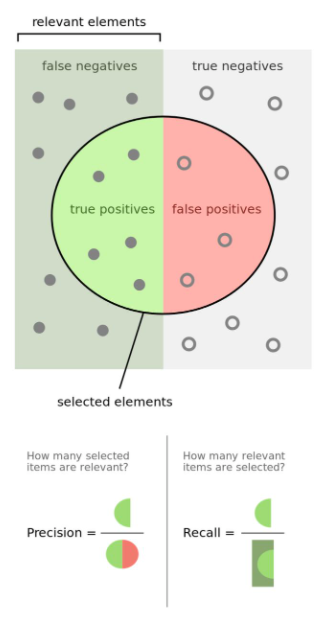 relevant elements
false negatives
true negatives
true positives
false positives
selected elements
How many selected
items are relevant?
How many relevant
items are selected?
Precision =
Recall =